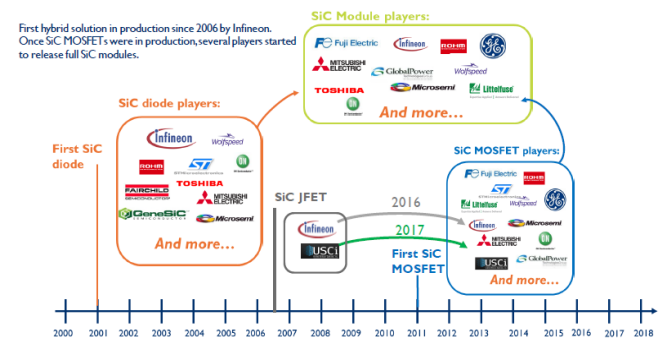 First hybrid solution in production since 2006 by Infineon.
Once SiC MOSFETs were in production, several players started
to release full SiC modules.
SiC Module players:
Fuji Electric
infineon
ROHM
MITSUBISHI
ELECTRIC
GlobalPower
Wolfspeed
TOSHIBA
Microsemi
Littelfuse
ON
And more...
SiC diode players:
infineon
Wolfspeed
ROHM
ST
ON
FAIRCHILD
TOSHIBA
MITSUBISHI
ELECTRIC
GeneSiC
SEMICONDUCTOR
Microsemi
And more...
First SiC
diode
SiC JFET
infineon
USCi
2016
2017
First SiC
MOSFET
SiC MOSFET players:
Fuji Electric
ROHM
ST
Littelfuse
Wolfspeed
infineon
Microsemi
MITSUBISHI
ELECTRIC
ON
USCi
GlobalPower
And more...
2000 2001 2002 2003 2004 2005 2006 2007 2008 2009 2010 2011 2012 2013 2014 2015 2016 2017 2018